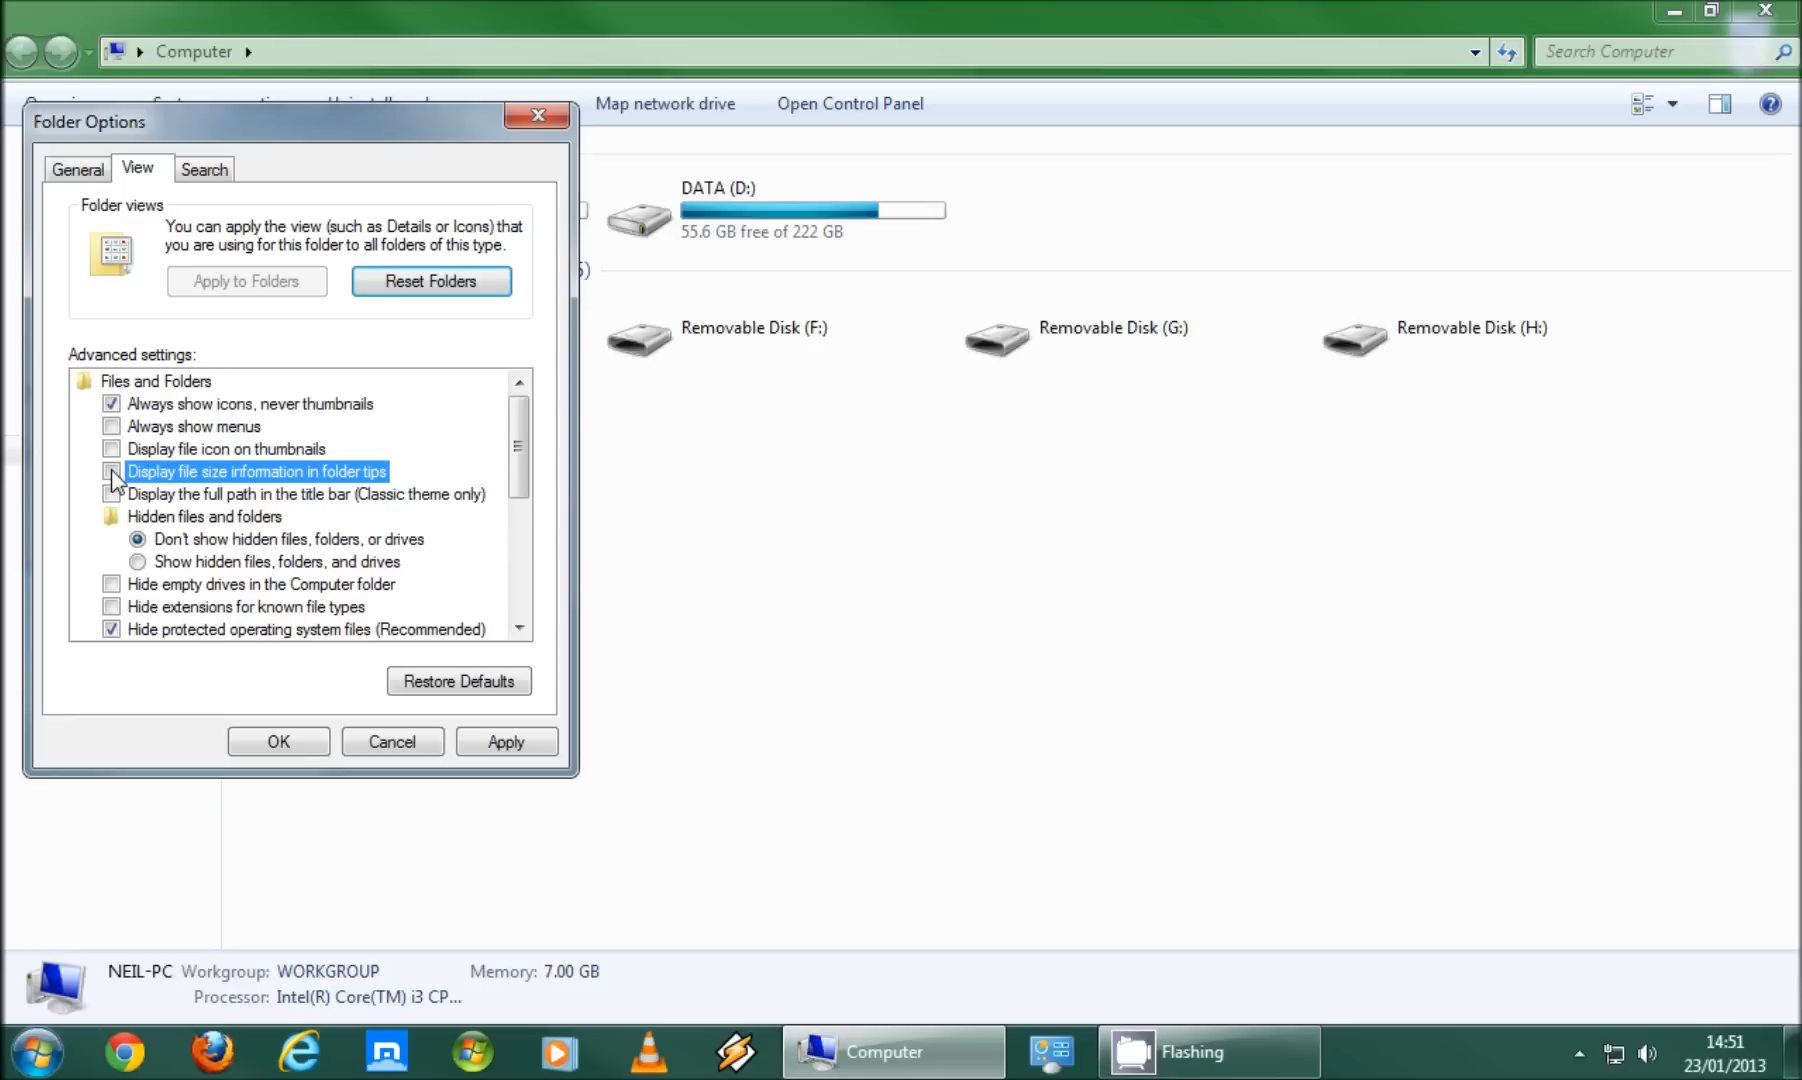 Computer
Search Computer
Map network drive
Open Control Panel
Folder Options
General
View
Search
Folder views
You can apply the view (such as Details or Icons) that
you are using for this folder to all folders of this type.
Apply to Folders
Reset Folders
Advanced settings:
Files and Folders
Always show icons, never thumbnails
Always show menus
Display file icon on thumbnails
Display file size information in folder tips
Display the full path in the title bar (Classic theme only)
Hidden files and folders
Don't show hidden files, folders, or drives
Show hidden files, folders, and drives
Hide empty drives in the Computer folder
Hide extensions for known file types
Hide protected operating system files (Recommended)
Restore Defaults
OK
Cancel
Apply
DATA (D:)
55.6 GB free of 222 GB
Removable Disk (F:)
Removable Disk (G:)
Removable Disk (H:)
NEIL-PC Workgroup: WORKGROUP Memory: 7.00 GB
Processor: Intel(R) Core(TM) i3 CP...
Computer
Flashing
14:51
23/01/2013